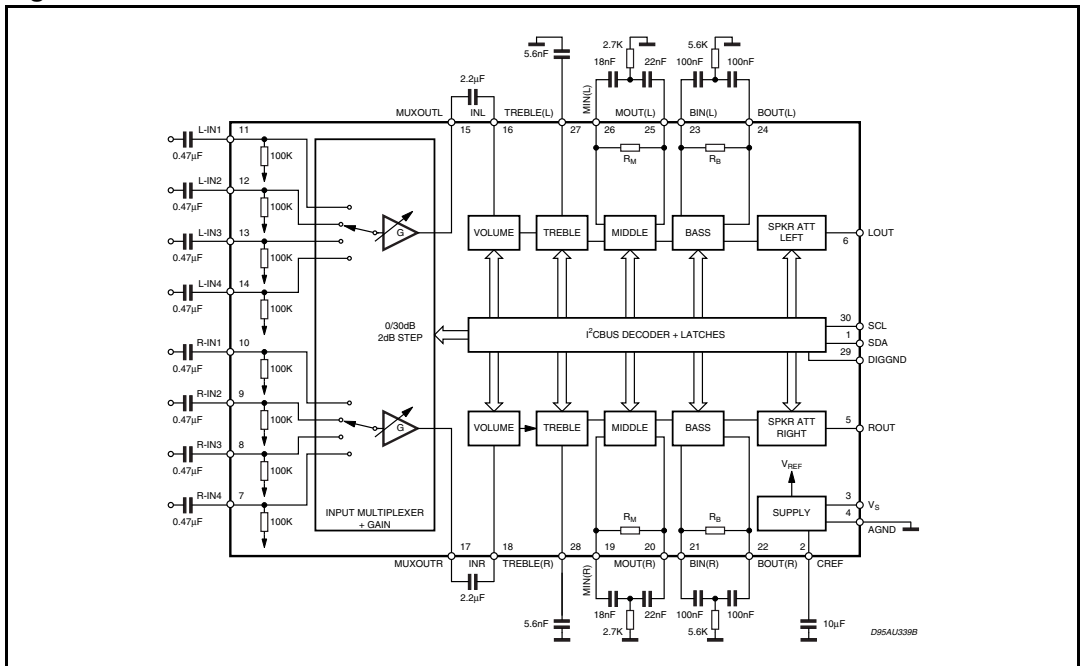 5.6nF
2.7K
18nF 22nF
5.6K
100nF 100nF
2.2µF
MUXOUTL INL TREBLE(L) MIN(L) MOUT(L) BIN(L) BOUT(L)
15 16 27 26 25 23 24
L-IN1 11
0.47µF 100K
L-IN2 12
0.47µF 100K
L-IN3 13
0.47µF 100K
L-IN4 14
0.47µF 100K
R-IN1 10
0.47µF 100K
R-IN2 9
0.47µF 100K
R-IN3 8
0.47µF 100K
R-IN4 7
0.47µF 100K
G
0/30dB
2dB STEP
G
INPUT MULTIPLEXER
+ GAIN
RM RB
VOLUME TREBLE MIDDLE BASS SPKR ATT
LEFT
6 LOUT
I2CBUS DECODER + LATCHES
30 SCL
1 SDA
29 DIGGND
VOLUME TREBLE MIDDLE BASS SPKR ATT
RIGHT
5 ROUT
VREF
SUPPLY
3 VS
4 AGND
RM RB
17 18 28 19 20 21 22 2
MUXOUTR INR TREBLE(R) MIN(R) MOUT(R) BIN(R) BOUT(R) CREF
2.2µF
5.6nF
18nF 22nF
2.7K
100nF 100nF
5.6K
10µF
D95AU339B